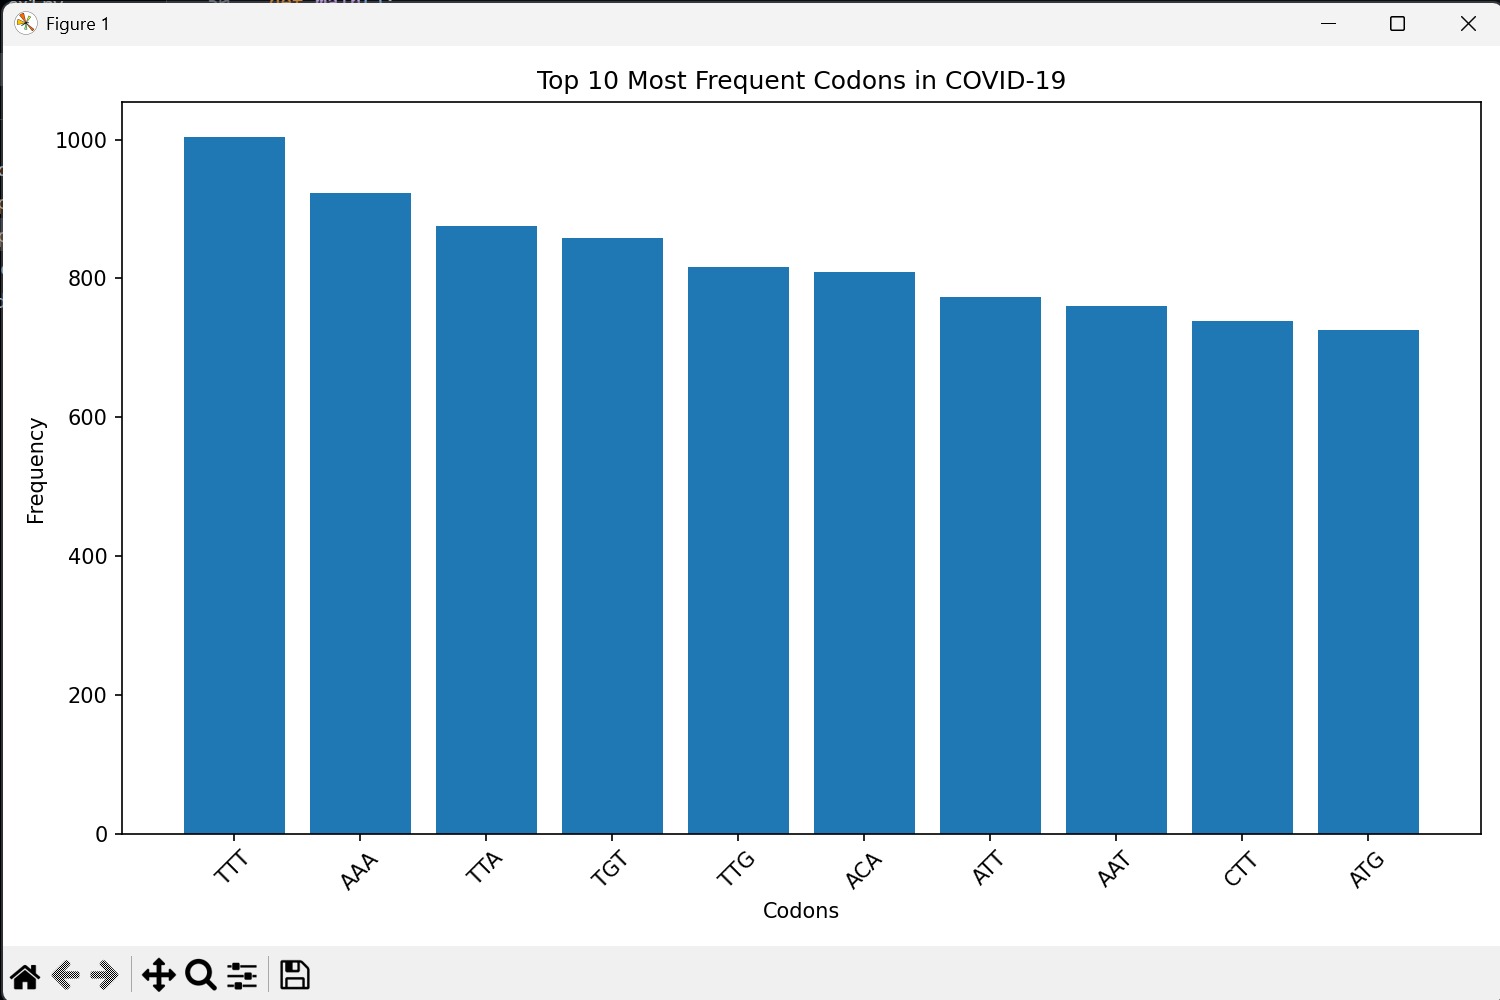 Figure 1
Top 10 Most Frequent Codons in COVID-19
1000
800
600
400
200
0
Frequency
TTT AAA TTA TGT TTG ACA ATT AAT CTT ATG
Codons